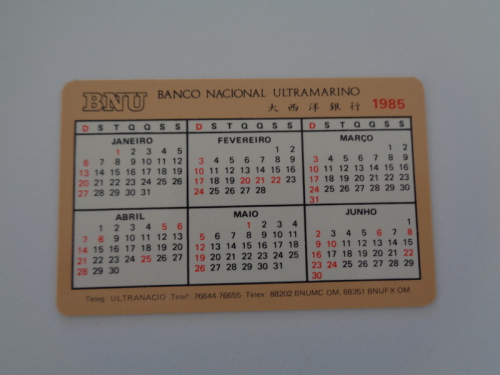 BNU BANCO NACIONAL ULTRAMARINO
大西洋銀行 1985
D S T Q Q S S
D S T Q Q S S
D S T Q Q S S
JANEIRO
1 2 3 4 5
6 7 8 9 10 11 12
13 14 15 16 17 18 19
20 21 22 23 24 25 26
27 28 29 30 31
FEVEREIRO
1 2
3 4 5 6 7 8 9
10 11 12 13 14 15 16
17 18 19 20 21 22 23
24 25 26 27 28
MARÇO
1 2
3 4 5 6 7 8 9
10 11 12 13 14 15 16
17 18 19 20 21 22 23
24 25 26 27 28 29 30
31
ABRIL
1 2 3 4 5 6
7 8 9 10 11 12 13
14 15 16 17 18 19 20
21 22 23 24 25 26 27
28 29 30
MAIO
1 2 3 4
5 6 7 8 9 10 11
12 13 14 15 16 17 18
19 20 21 22 23 24 25
26 27 28 29 30 31
JUNHO
1
2 3 4 5 6 7 8
9 10 11 12 13 14 15
16 17 18 19 20 21 22
23 24 25 26 27 28 29
30
Teleg. ULTRANACIO Telef. 76644-76655 Telex: 88202 BNUMC OM, 88351 BNUFX OM